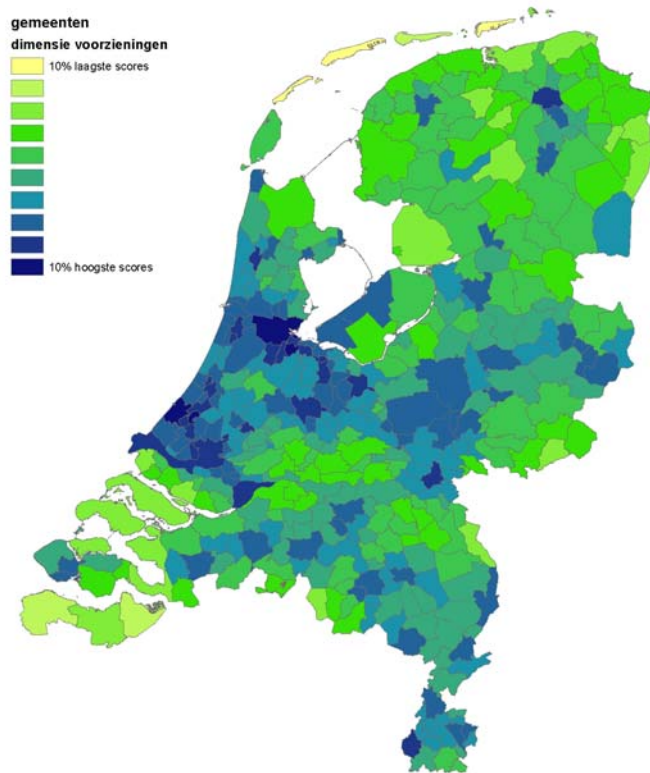 gemeenten
dimensie voorzieningen
10% laagste scores
10% hoogste scores